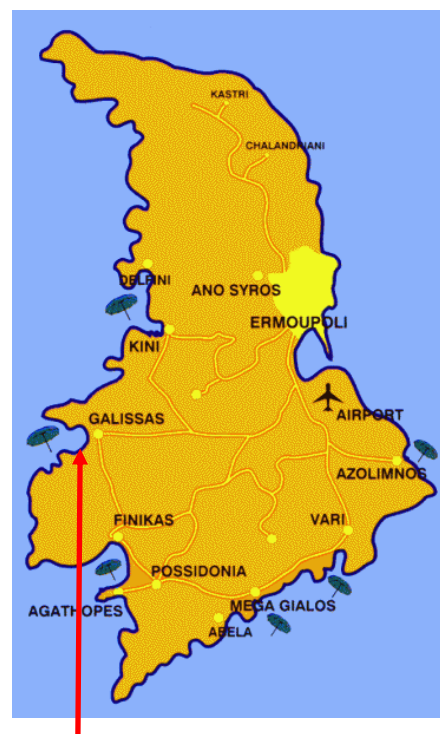 KASTRI
CHALANDRIANI
DELFINI
ANO SYROS
ERMOUPOLI
KINI
AIRPORT
GALISSAS
AZOLIMNOS
FINIKAS
VARI
POSSIDONIA
AGATHOPES
MEGA GIALOS
ABELA